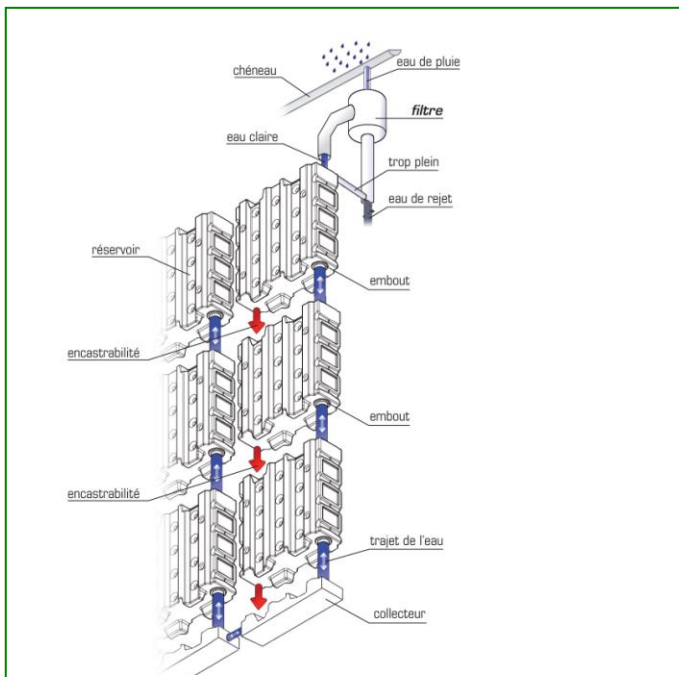 eau de pluie
chéneau
filtre
eau claire
trop plein
eau de rejet
réservoir
embout
encastrabilité
embout
encastrabilité
trajet de l'eau
collecteur